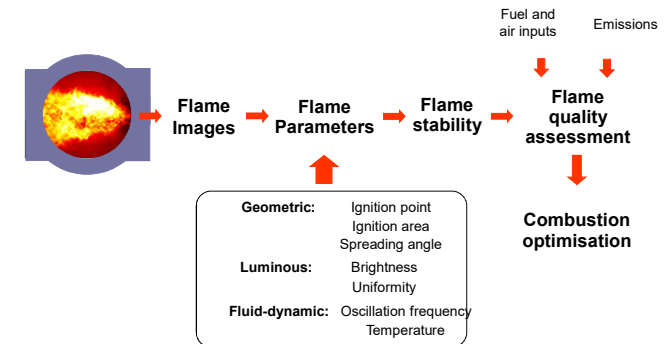 Fuel and
air inputs
Emissions
Flame
Images
Flame
Parameters
Flame
stability
Flame
quality
assessment
Combustion
optimisation
Geometric: Ignition point
Ignition area
Spreading angle
Luminous: Brightness
Uniformity
Fluid-dynamic: Oscillation frequency
Temperature